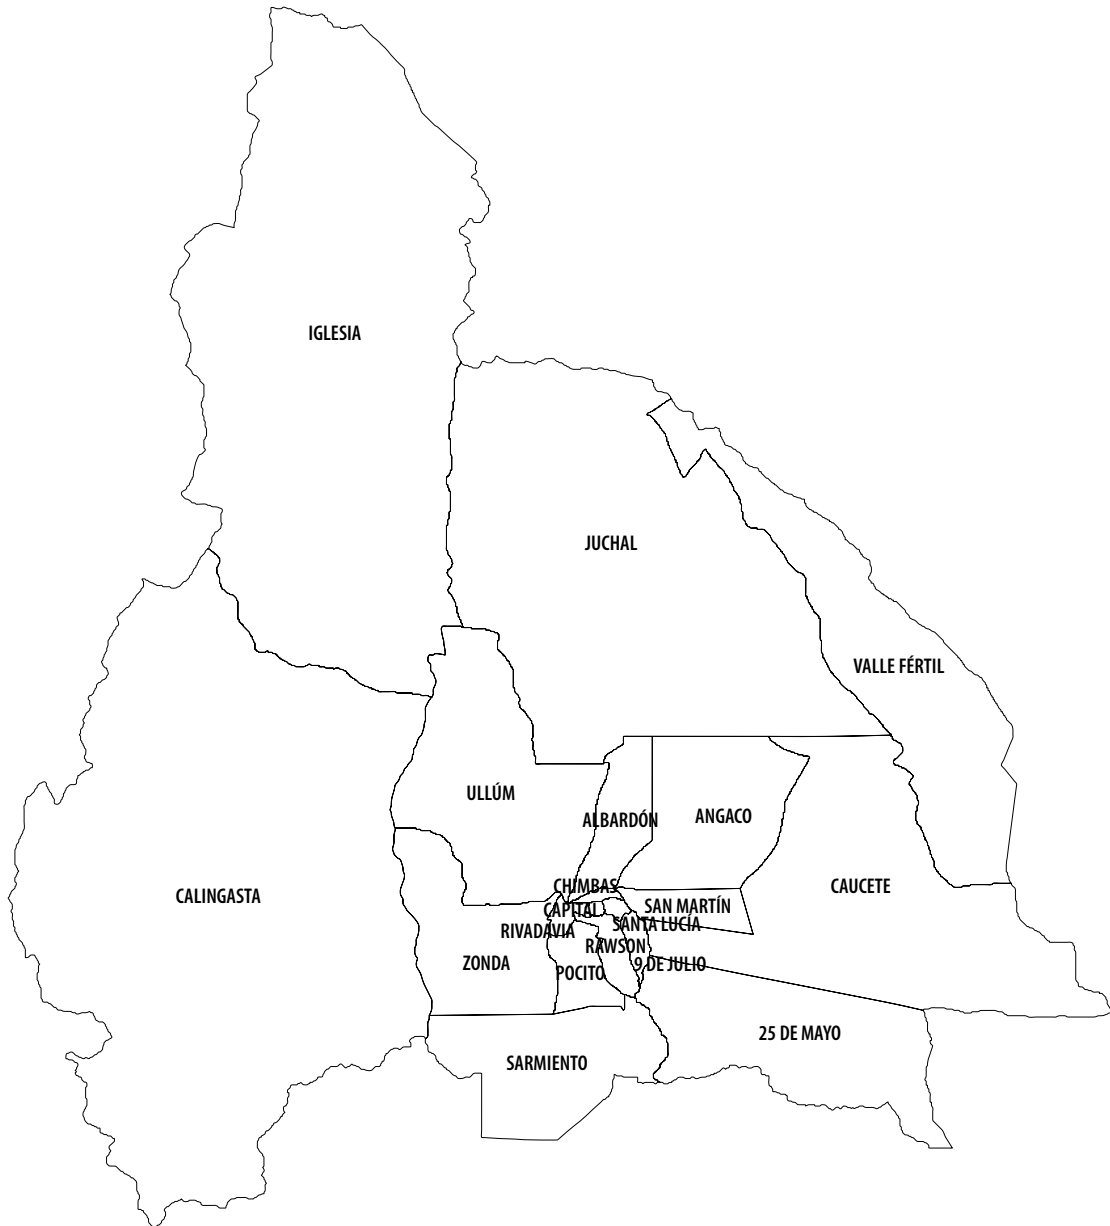 IGLESIA
JUCHAL
VALLE FÉRTIL
ULLÚM
ALBARDÓN
ANGACO
CALINGASTA
CHIMBAS
CAUCETE
CAPITAL
SAN MARTÍN
RIVADAVIA
SANTA LUCÍA
RAWSON
ZONDA
POCITO
9 DE JULIO
25 DE MAYO
SARMIENTO